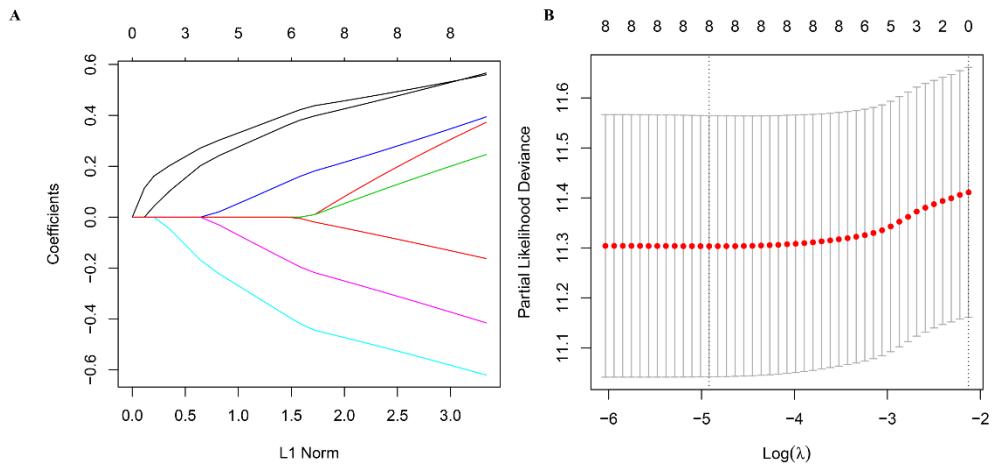 A
0 3 5 6 8 8 8
Coefficients
0.6
0.4
0.2
0.0
−0.2
−0.4
−0.6
0.0 0.5 1.0 1.5 2.0 2.5 3.0
L1 Norm
B
8 8 8 8 8 8 8 8 8 8 6 5 3 2 0
Partial Likelihood Deviance
11.6
11.5
11.4
11.3
11.2
11.1
−6 −5 −4 −3 −2
Log(λ)